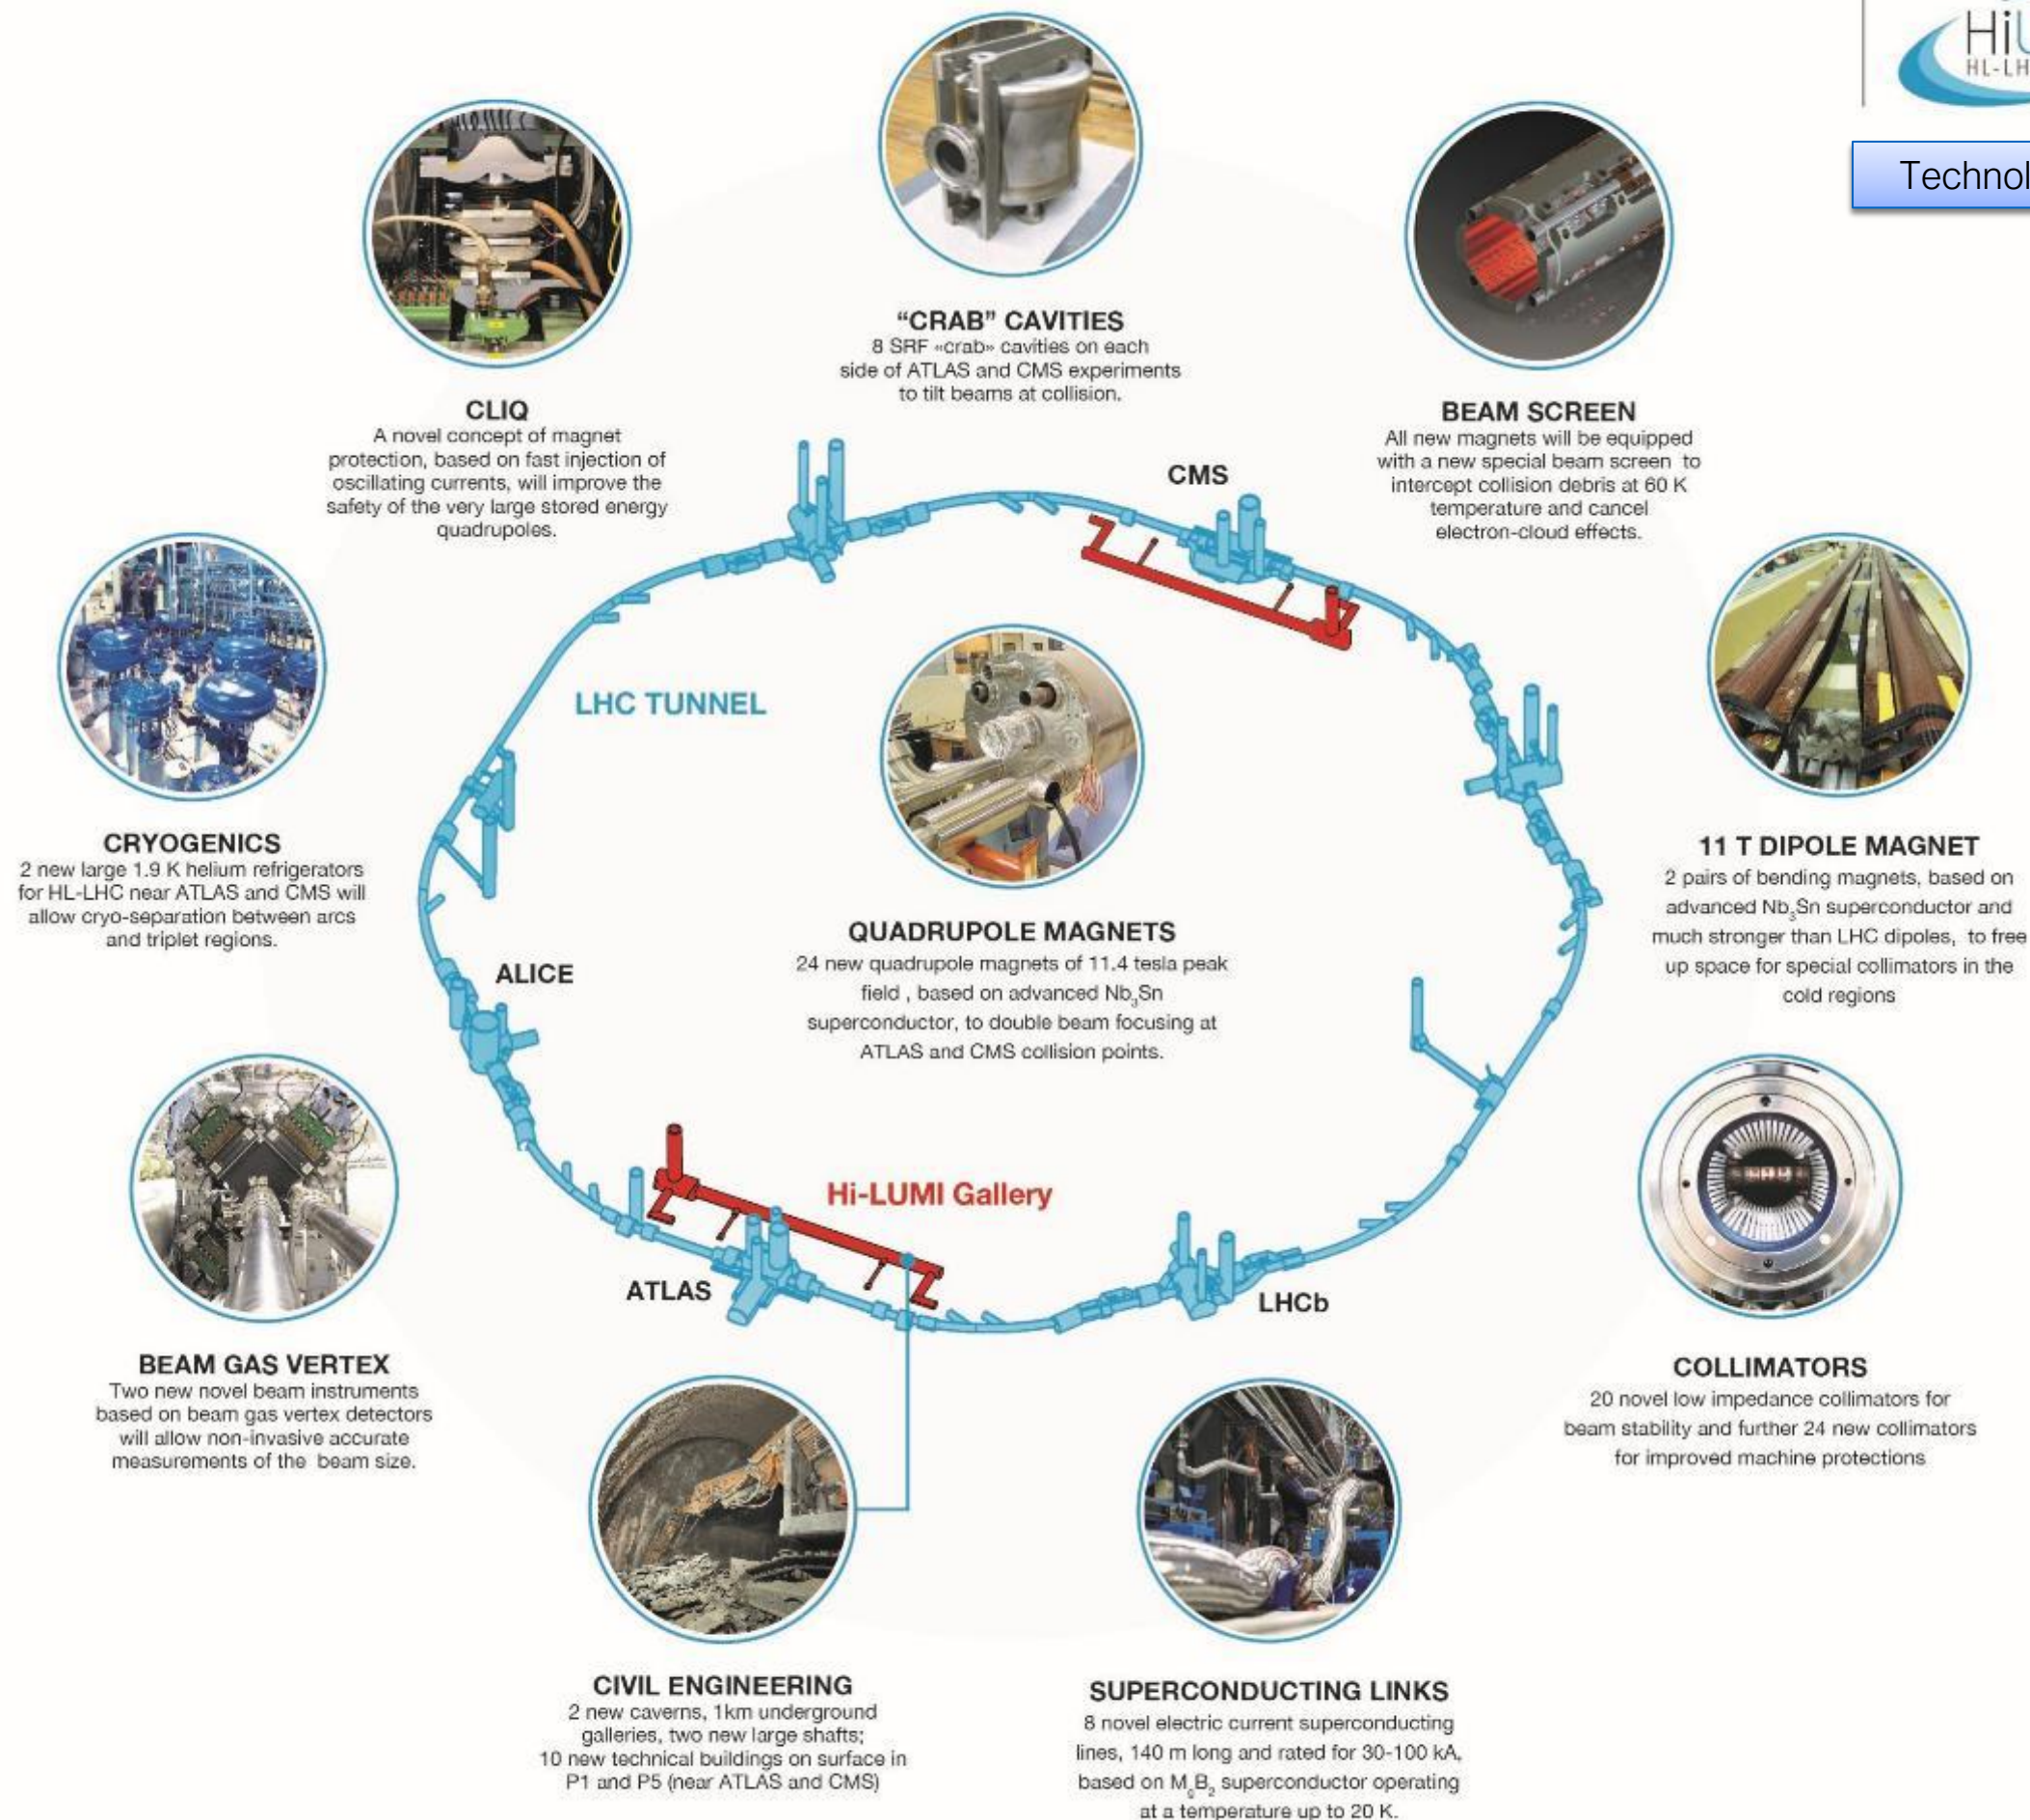 HL-LH
Technol
"CRAB" CAVITIES
8 SRF «crab» cavities on each
side of ATLAS and CMS experiments
to tilt beams at collision.
CLIQ
A novel concept of magnet
protection, based on fast injection of
oscillating currents, will improve the
safety of the very large stored energy
quadrupoles.
BEAM SCREEN
All new magnets will be equipped
with a new special beam screen to
intercept collision debris at 60 K
temperature and cancel
electron-cloud effects.
CMS
LHC TUNNEL
CRYOGENICS
2 new large 1.9 K helium refrigerators
for HL-LHC near ATLAS and CMS will
allow cryo-separation between arcs
and triplet regions.
11 T DIPOLE MAGNET
2 pairs of bending magnets, based on
advanced Nb₃Sn superconductor and
much stronger than LHC dipoles, to free
up space for special collimators in the
cold regions
QUADRUPOLE MAGNETS
24 new quadrupole magnets of 11.4 tesla peak
field , based on advanced Nb₃Sn
superconductor, to double beam focusing at
ATLAS and CMS collision points.
ALICE
Hi-LUMI Gallery
ATLAS
LHCb
BEAM GAS VERTEX
Two new novel beam instruments
based on beam gas vertex detectors
will allow non-invasive accurate
measurements of the beam size.
COLLIMATORS
20 novel low impedance collimators for
beam stability and further 24 new collimators
for improved machine protections
CIVIL ENGINEERING
2 new caverns, 1km underground
galleries, two new large shafts;
10 new technical buildings on surface in
P1 and P5 (near ATLAS and CMS)
SUPERCONDUCTING LINKS
8 novel electric current superconducting
lines, 140 m long and rated for 30-100 kA,
based on M₉B₂ superconductor operating
at a temperature up to 20 K.